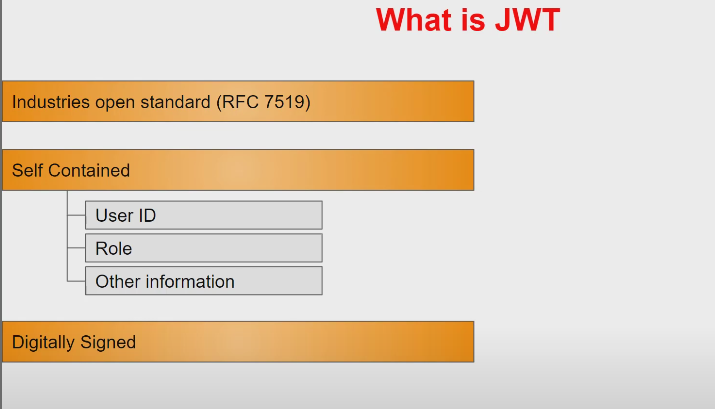 What is JWT
Industries open standard (RFC 7519)
Self Contained
User ID
Role
Other information
Digitally Signed